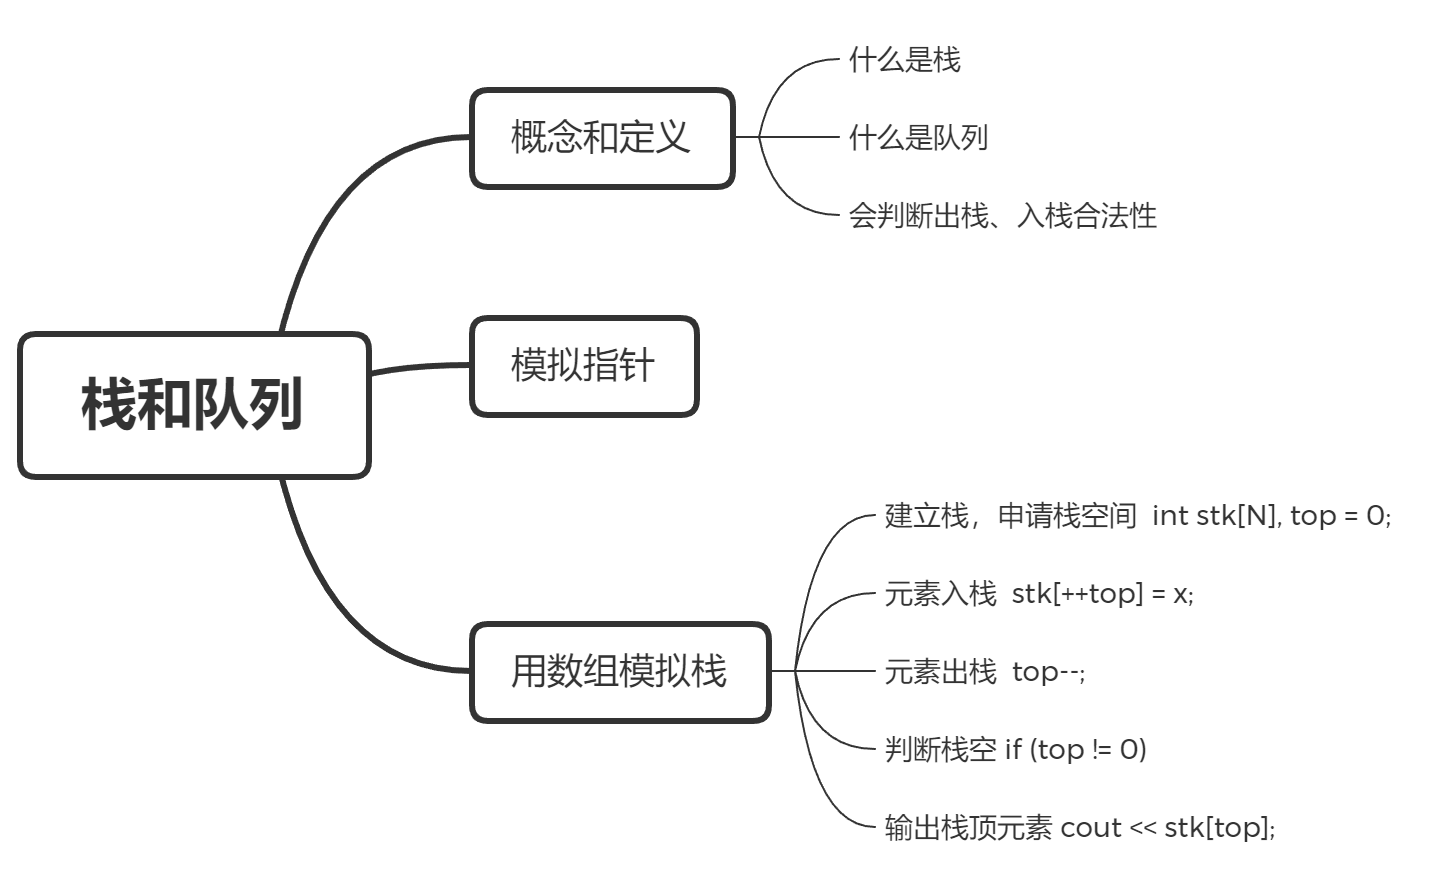 栈和队列
概念和定义
什么是栈
什么是队列
会判断出栈、入栈合法性
模拟指针
用数组模拟栈
建立栈，申请栈空间  int stk[N], top = 0;
元素入栈  stk[++top] = x;
元素出栈  top--;
判断栈空 if (top != 0)
输出栈顶元素 cout << stk[top];